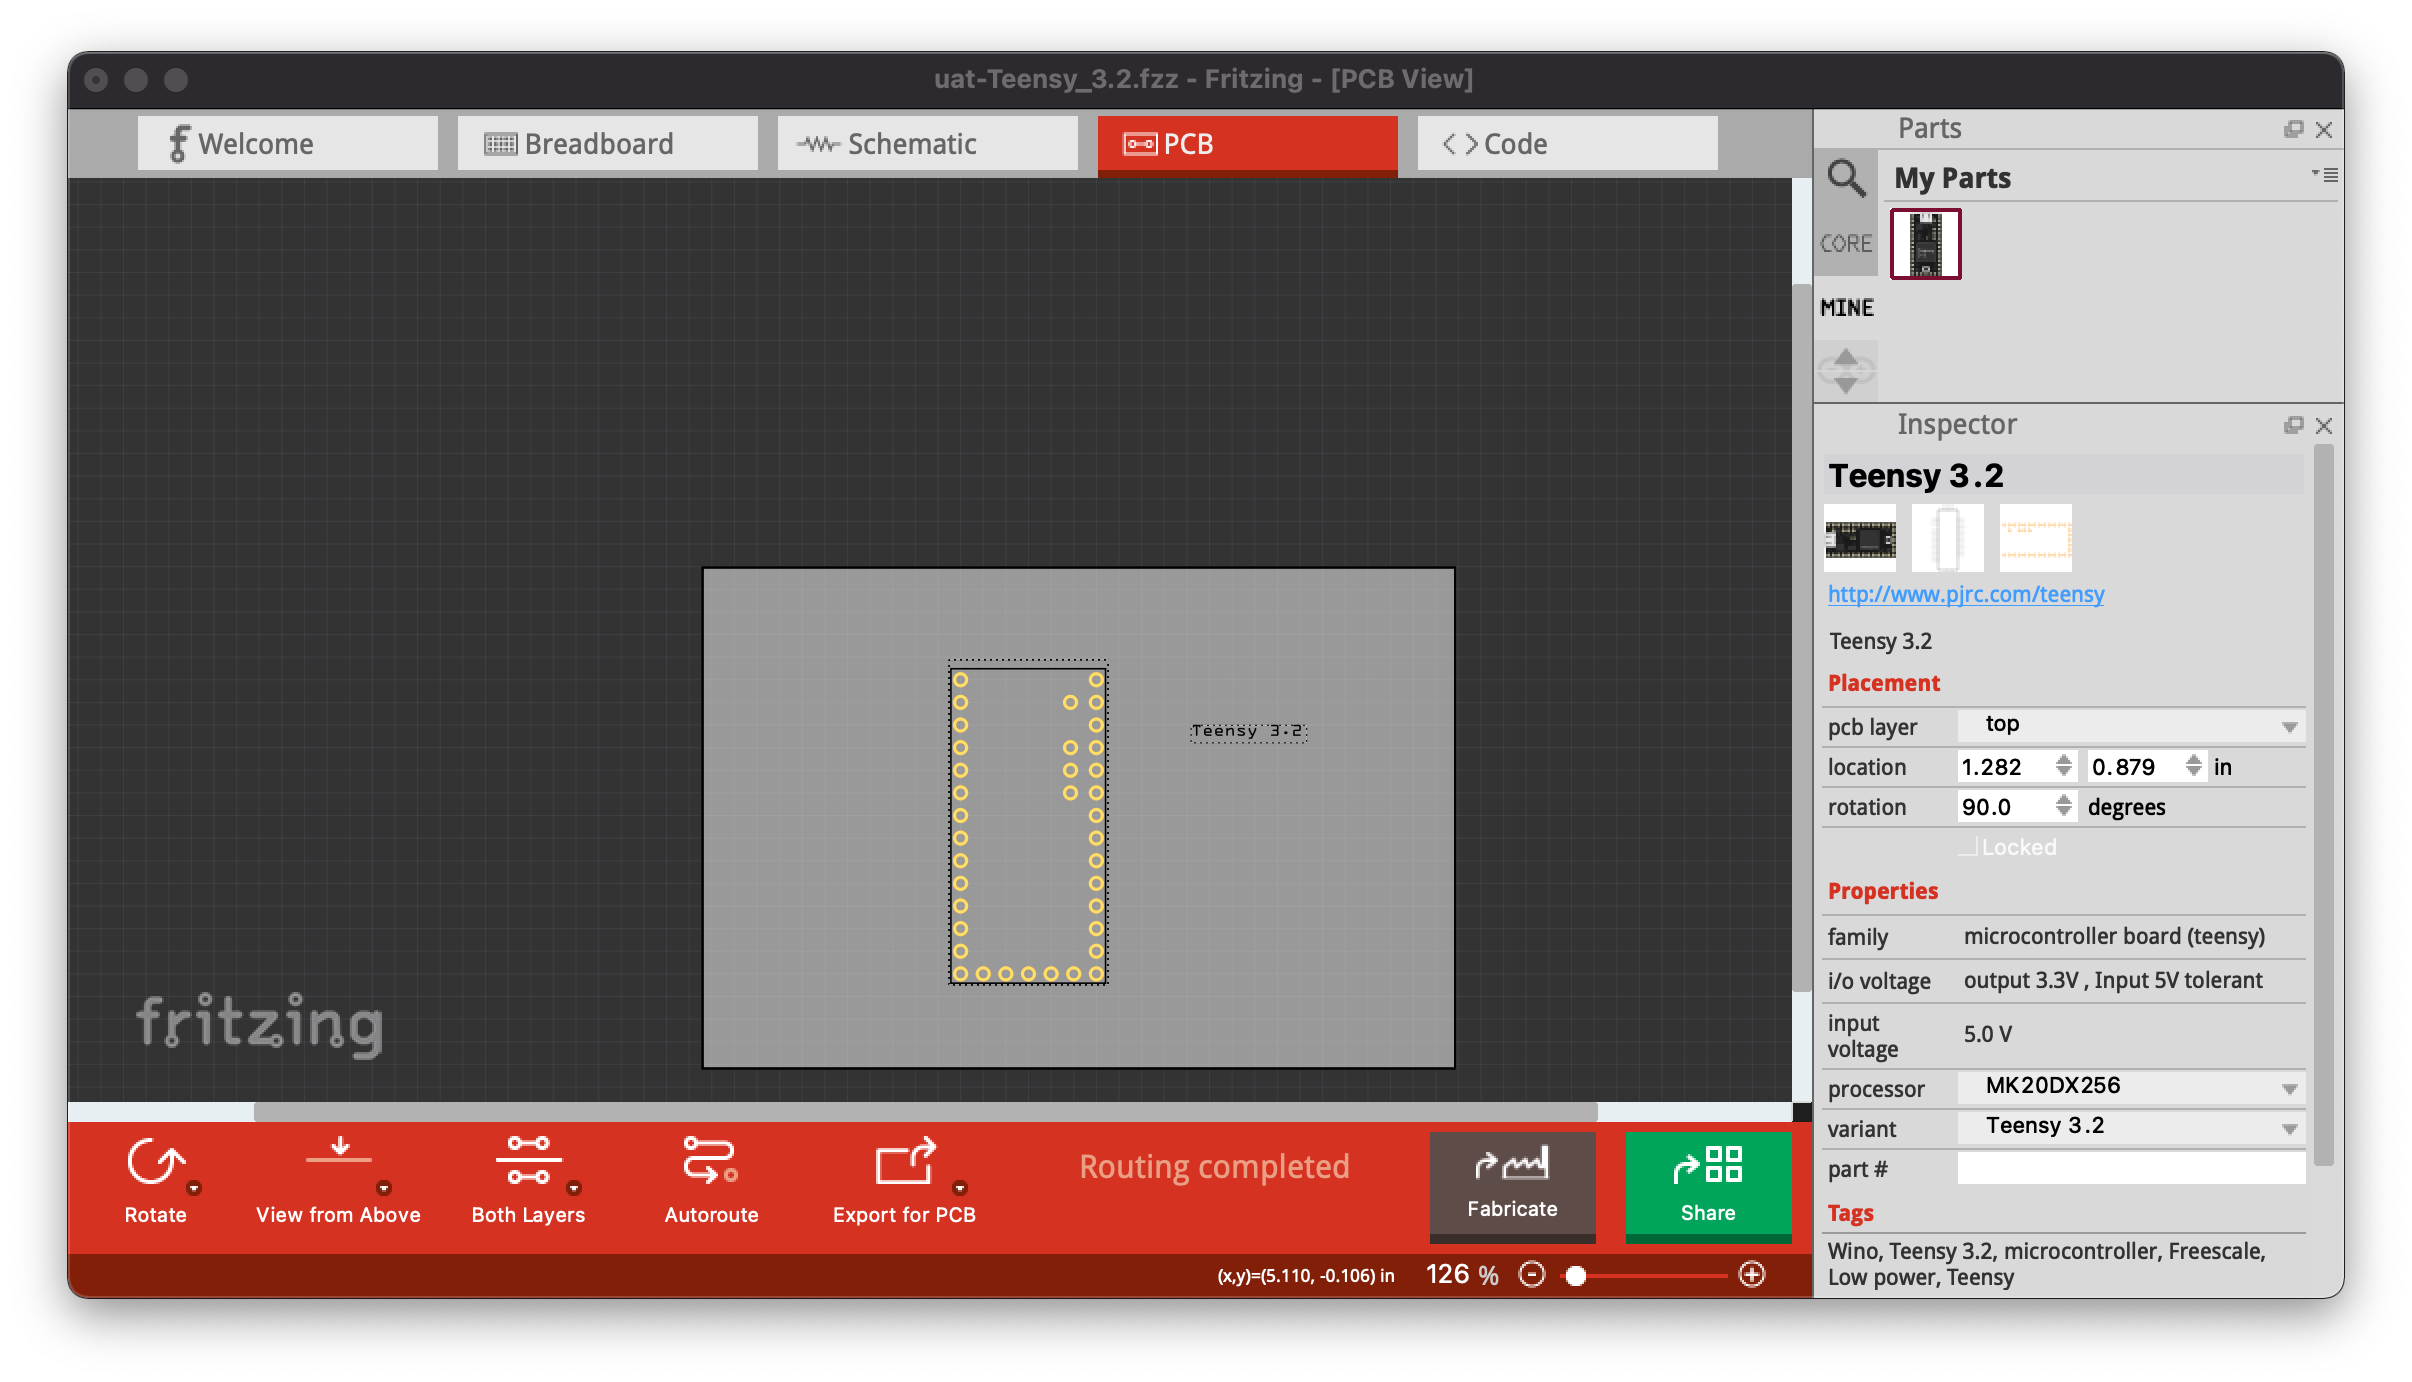 uat-Teensy_3.2.fzz - Fritzing - [PCB View]
Welcome
Breadboard
Schematic
PCB
Code
Parts
My Parts
CORE
MINE
Inspector
Teensy 3.2
http://www.pjrc.com/teensy
Teensy 3.2
Placement
pcb layer top
location 1.282 0.879 in
rotation 90.0 degrees
Locked
Properties
family microcontroller board (teensy)
i/o voltage output 3.3V , Input 5V tolerant
input
voltage 5.0 V
processor MK20DX256
variant Teensy 3.2
part #
Tags
Wino, Teensy 3.2, microcontroller, Freescale,
Low power, Teensy
Teensy 3.2
fritzing
Rotate
View from Above
Both Layers
Autoroute
Export for PCB
Routing completed
Fabricate
Share
(x,y)=(5.110, -0.106) in 126 %